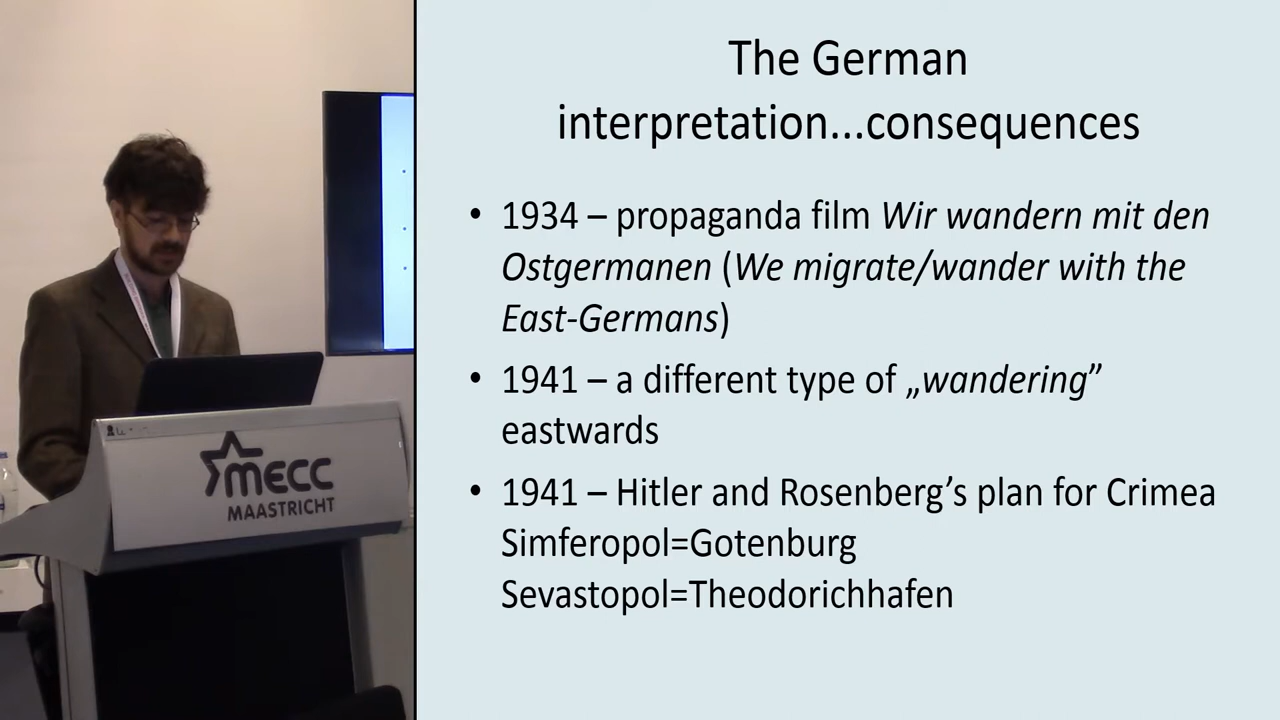 The German
interpretation...consequences
• 1934 – propaganda film Wir wandern mit den
Ostgermanen (We migrate/wander with the
East-Germans)
• 1941 – a different type of „wandering”
eastwards
• 1941 – Hitler and Rosenberg’s plan for Crimea
Simferopol=Gotenburg
Sevastopol=Theodorichhafen
mecc
MAASTRICHT